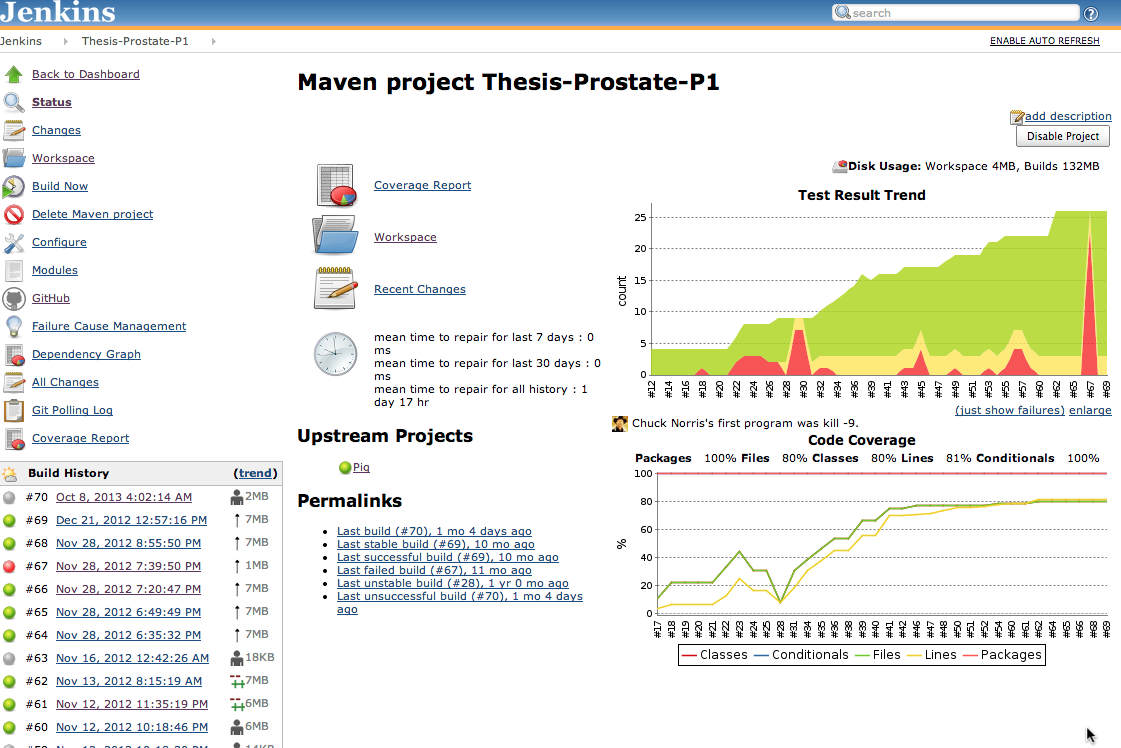 Jenkins
search
Jenkins Thesis-Prostate-P1
ENABLE AUTO REFRESH
Back to Dashboard
Status
Changes
Workspace
Build Now
Delete Maven project
Configure
Modules
GitHub
Failure Cause Management
Dependency Graph
All Changes
Git Polling Log
Coverage Report
Build History (trend)
#70 Oct 8, 2013 4:02:14 AM 2MB
#69 Dec 21, 2012 12:57:16 PM 7MB
#68 Nov 28, 2012 8:55:50 PM 7MB
#67 Nov 28, 2012 7:39:50 PM 1MB
#66 Nov 28, 2012 7:20:47 PM 7MB
#65 Nov 28, 2012 6:49:49 PM 7MB
#64 Nov 28, 2012 6:35:32 PM 7MB
#63 Nov 16, 2012 12:42:26 AM 18KB
#62 Nov 13, 2012 8:15:19 AM 7MB
#61 Nov 12, 2012 11:35:19 PM 6MB
#60 Nov 12, 2012 10:18:46 PM 6MB
Maven project Thesis-Prostate-P1
add description
Disable Project
Disk Usage: Workspace 4MB, Builds 132MB
Coverage Report
Workspace
Recent Changes
mean time to repair for last 7 days : 0
ms
mean time to repair for last 30 days : 0
ms
mean time to repair for all history : 1
day 17 hr
Upstream Projects
Pig
Permalinks
Last build (#70), 1 mo 4 days ago
Last stable build (#69), 10 mo ago
Last successful build (#69), 10 mo ago
Last failed build (#67), 11 mo ago
Last unstable build (#28), 1 yr 0 mo ago
Last unsuccessful build (#70), 1 mo 4 days
ago
Test Result Trend
count
25
20
15
10
5
0
#12 #14 #16 #18 #20 #22 #24 #26 #28 #30 #32 #34 #36 #39 #41 #43 #45 #47 #49 #51 #53 #55 #57 #60 #62 #65 #67 #69
(just show failures) enlarge
Chuck Norris's first program was kill -9.
Code Coverage
Packages 100% Files 80% Classes 80% Lines 81% Conditionals 100%
%
100
80
60
40
20
0
#17 #18 #19 #20 #21 #22 #23 #24 #25 #28 #31 #34 #35 #36 #39 #40 #41 #42 #46 #47 #48 #50 #51 #52 #54 #60 #61 #62 #64 #65 #66 #68 #69
Classes Conditionals Files Lines Packages